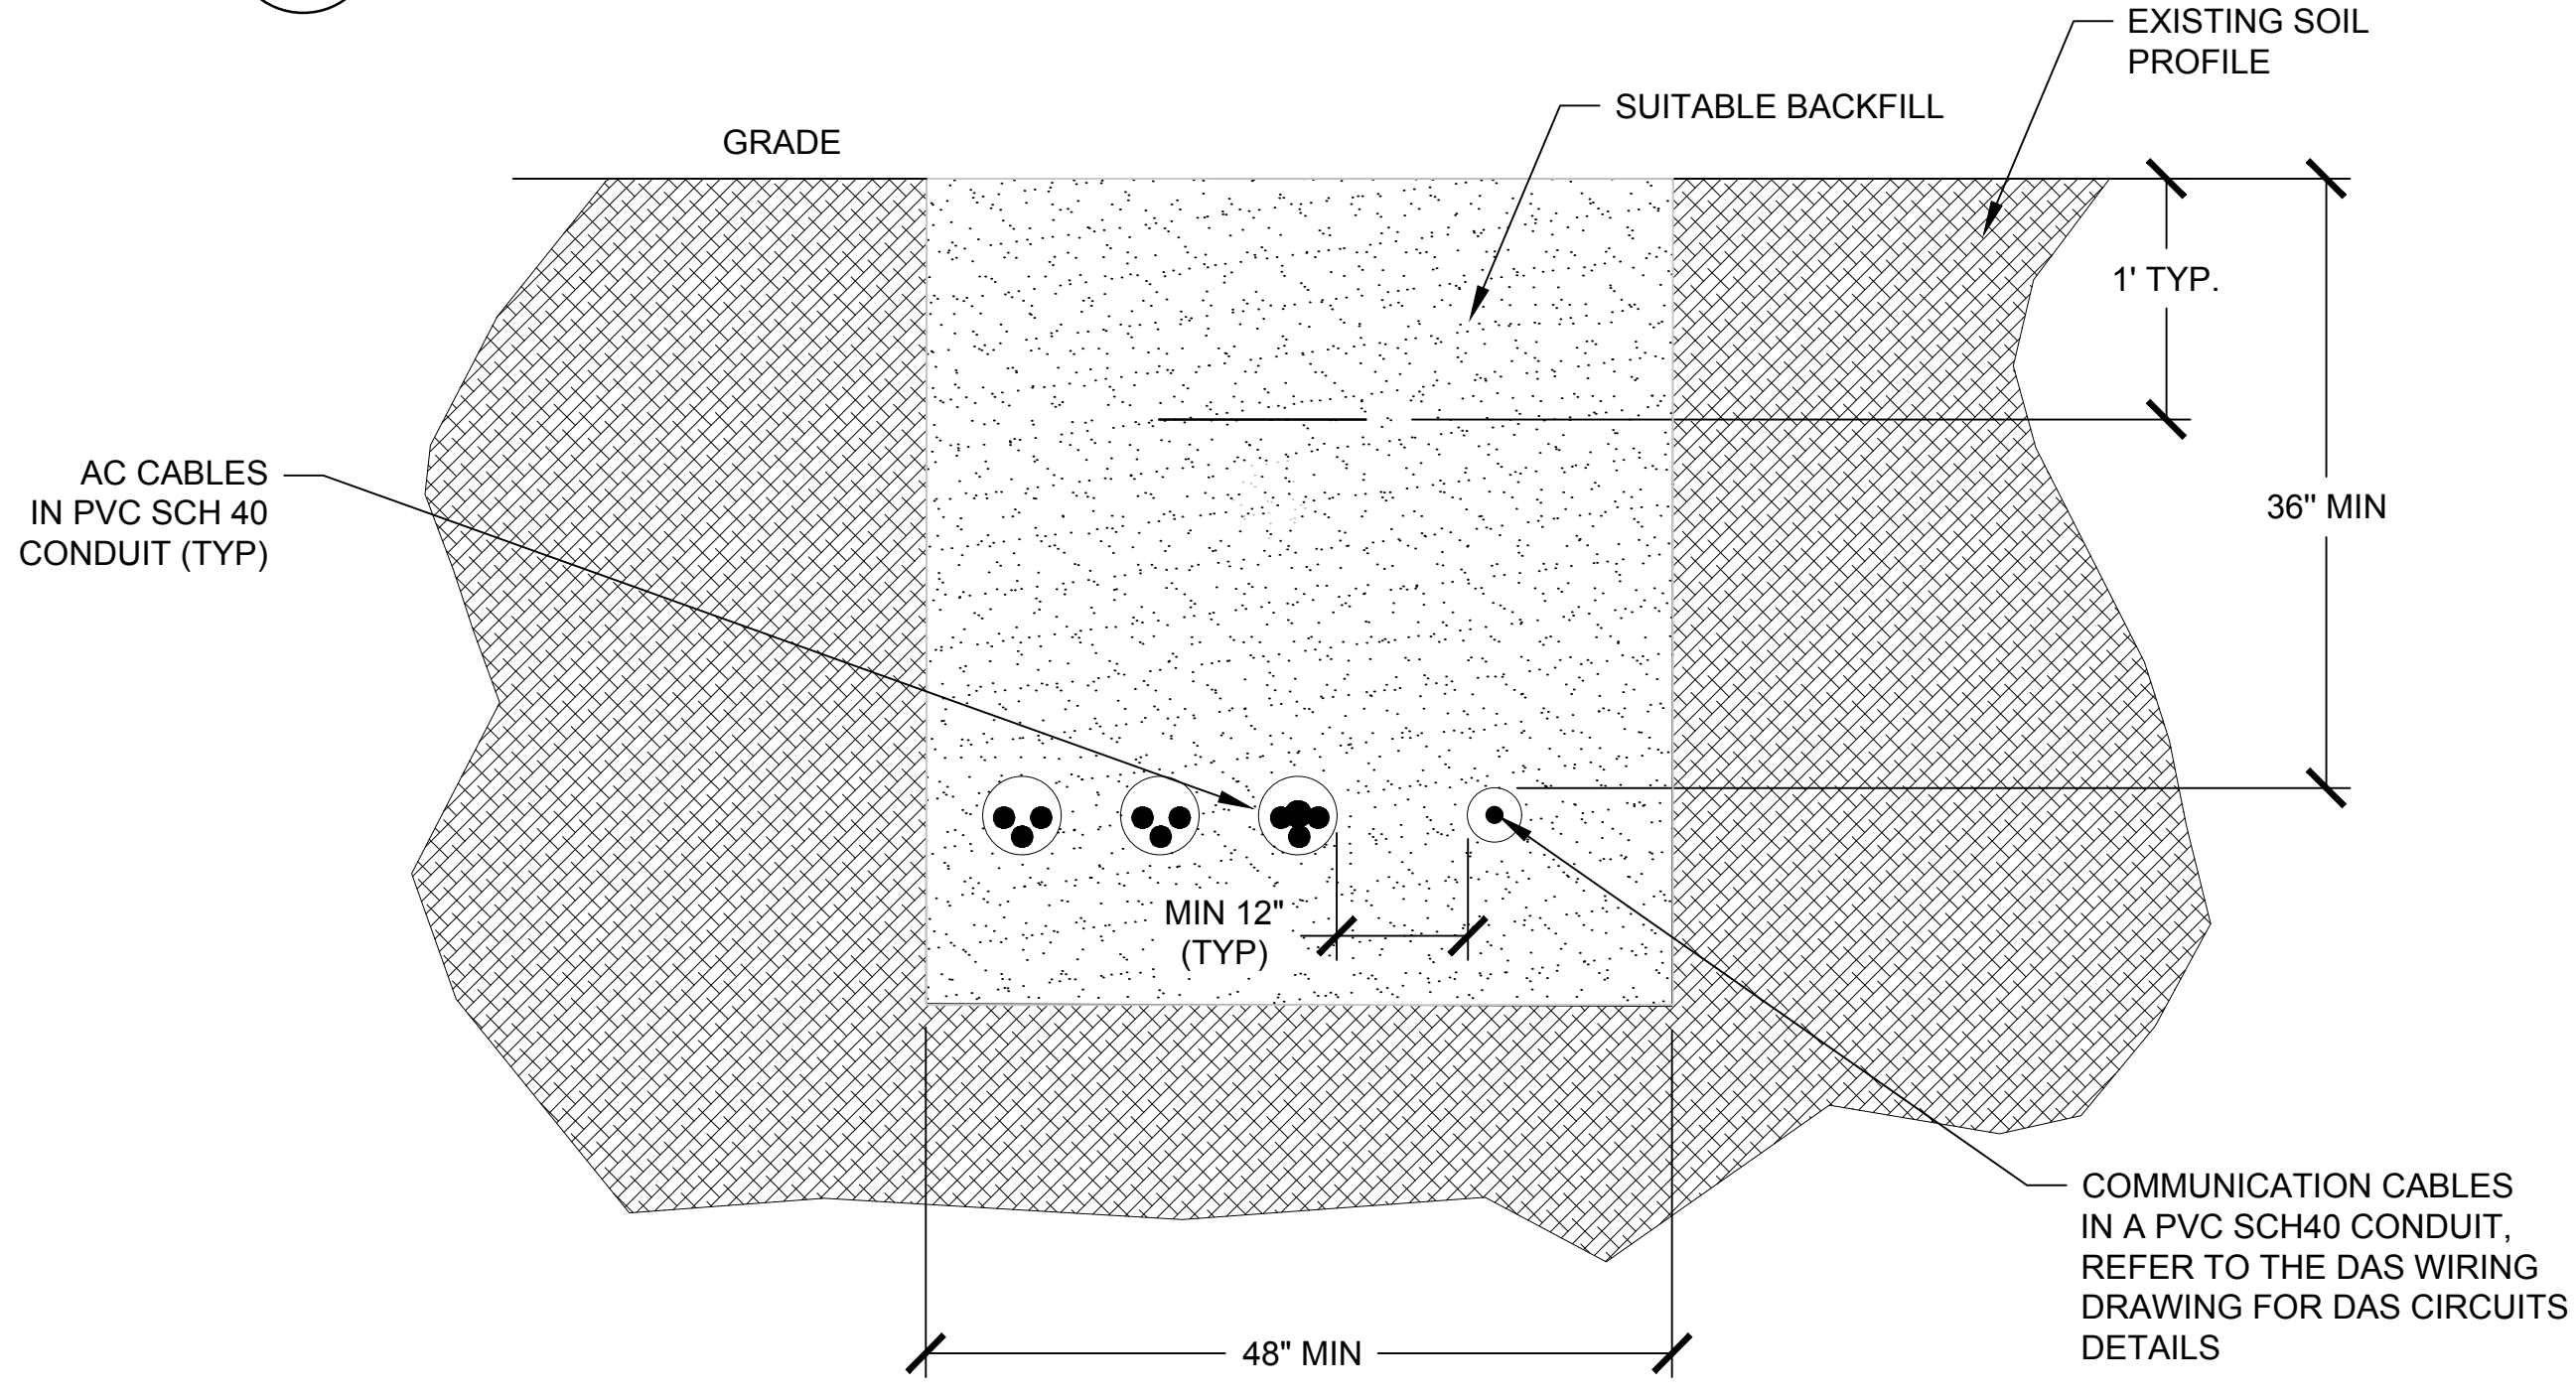 EXISTING SOIL
PROFILE
SUITABLE BACKFILL
GRADE
1' TYP.
AC CABLES
IN PVC SCH 40
CONDUIT (TYP)
36" MIN
MIN 12"
(TYP)
COMMUNICATION CABLES
IN A PVC SCH40 CONDUIT,
REFER TO THE DAS WIRING
DRAWING FOR DAS CIRCUITS
DETAILS
48" MIN